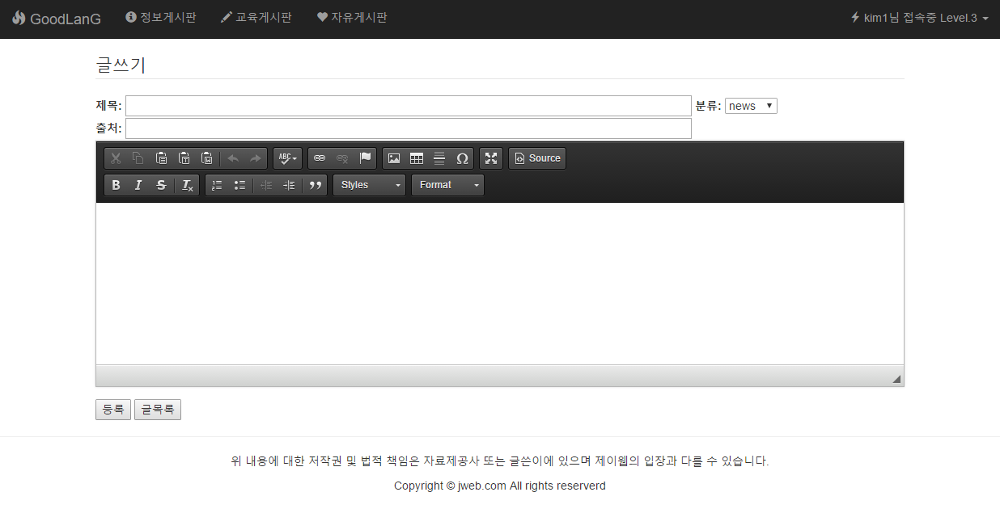 GoodLanG 정보게시판 교육게시판 자유게시판 kim1님 접속중 Level.3
글쓰기
제목: 분류: news
출처:
ABC Source
B I S Tx Styles Format
등록 글목록
위 내용에 대한 저작권 및 법적 책임은 자료제공사 또는 글쓴이에 있으며 제이웹의 입장과 다를 수 있습니다.
Copyright © jweb.com All rights reserverd